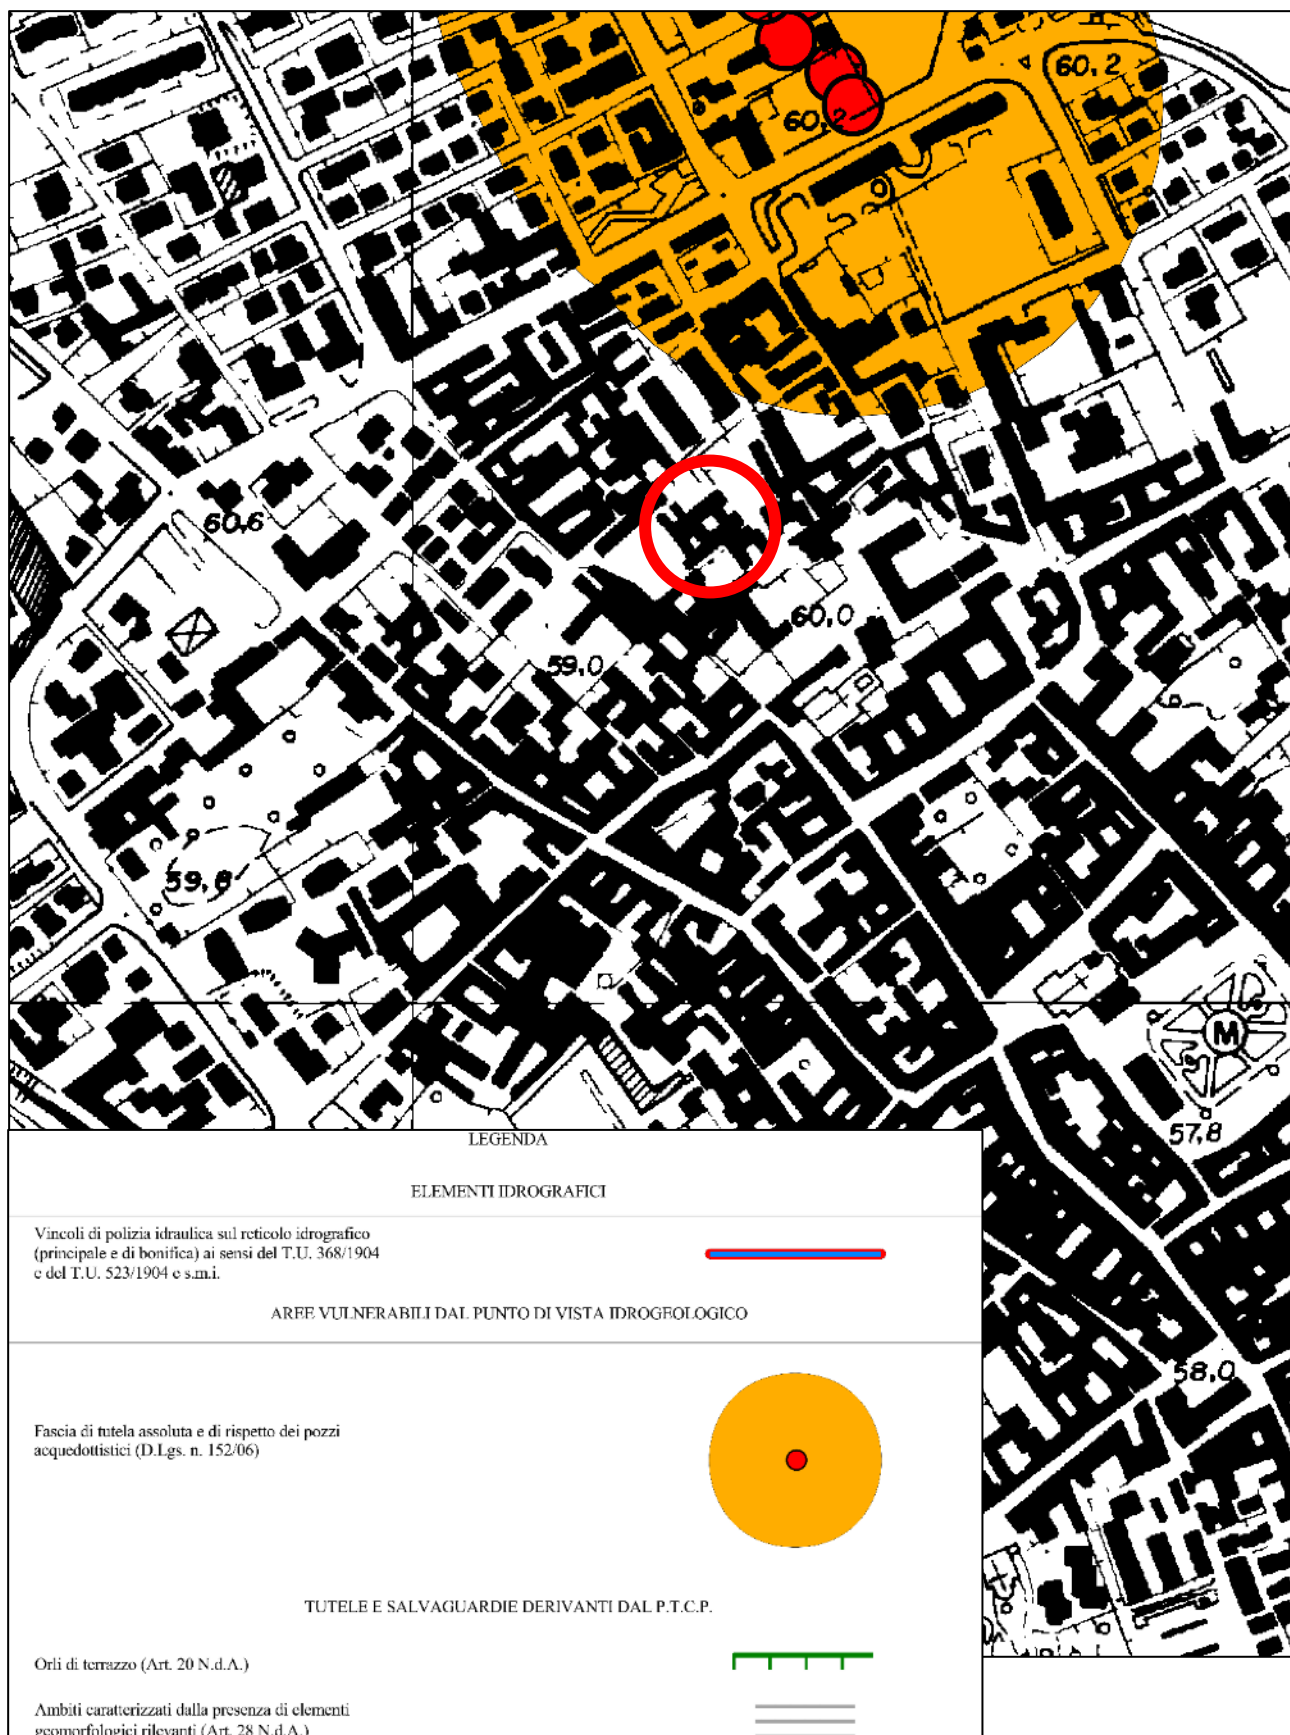 60,2
60,2
60,6
60,0
59,0
59,8
M
57,8
58,0
LEGENDA
ELEMENTI IDROGRAFICI
Vincoli di polizia idraulica sul reticolo idrografico
(principale e di bonifica) ai sensi del T.U. 368/1904
e del T.U. 523/1904 e s.m.i.
AREE VULNERABILI DAL PUNTO DI VISTA IDROGEOLOGICO
Fascia di tutela assoluta e di rispetto dei pozzi
acquedottistici (D.Lgs. n. 152/06)
TUTELE E SALVAGUARDIE DERIVANTI DAL P.T.C.P.
Orli di terrazzo (Art. 20 N.d.A.)
Ambiti caratterizzati dalla presenza di elementi
geomorfologici rilevanti (Art. 28 N.d.A.)